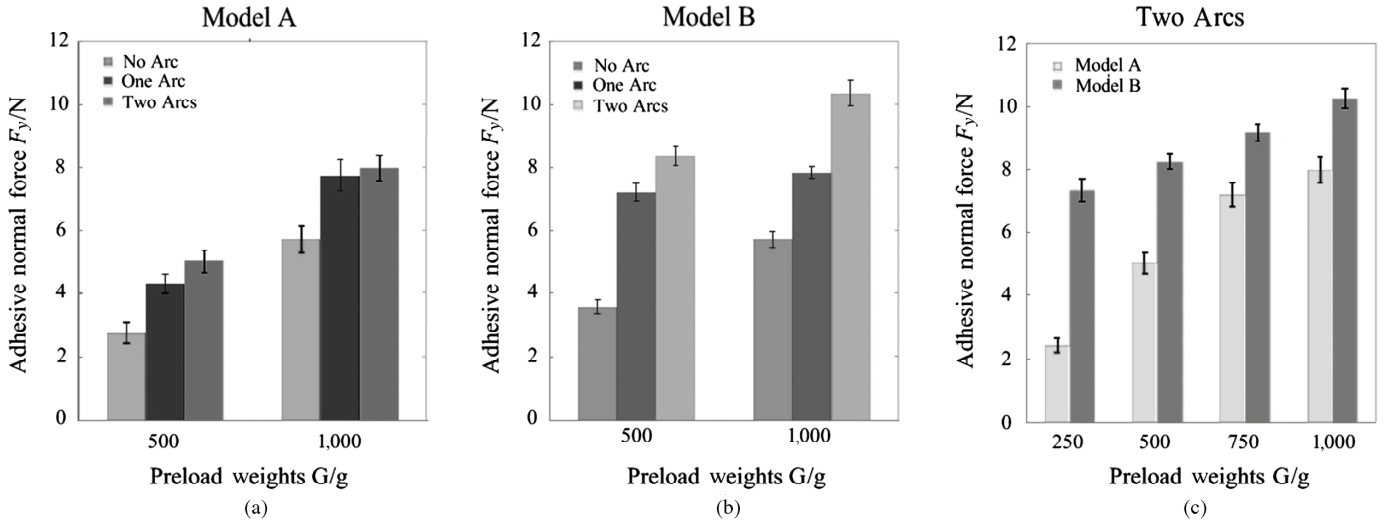 Model A
Adhesive normal force Fy/N
12
10
8
6
4
2
0
No Arc
One Arc
Two Arcs
500
1,000
Preload weights G/g
(a)
Model B
Adhesive normal force Fy/N
12
10
8
6
4
2
0
No Arc
One Arc
Two Arcs
500
1,000
Preload weights G/g
(b)
Two Arcs
Adhesive normal force Fy/N
12
10
8
6
4
2
0
Model A
Model B
250
500
750
1,000
Preload weights G/g
(c)